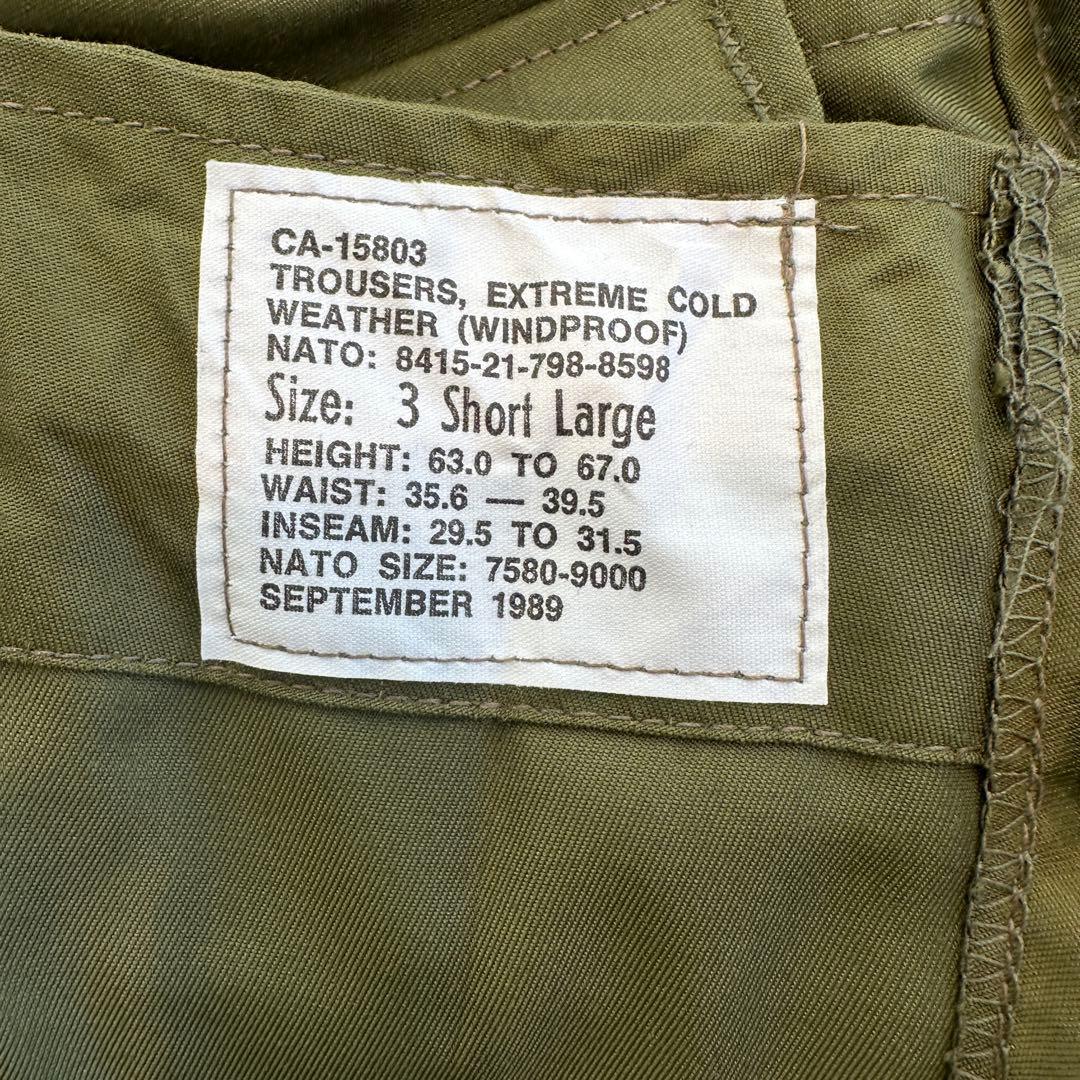 CA-15803
TROUSERS, EXTREME COLD
WEATHER (WINDPROOF)
NATO: 8415-21-798-8598
Size: 3 Short Large
HEIGHT: 63.0 TO 67.0
WAIST: 35.6 — 39.5
INSEAM: 29.5 TO 31.5
NATO SIZE: 7580-9000
SEPTEMBER 1989